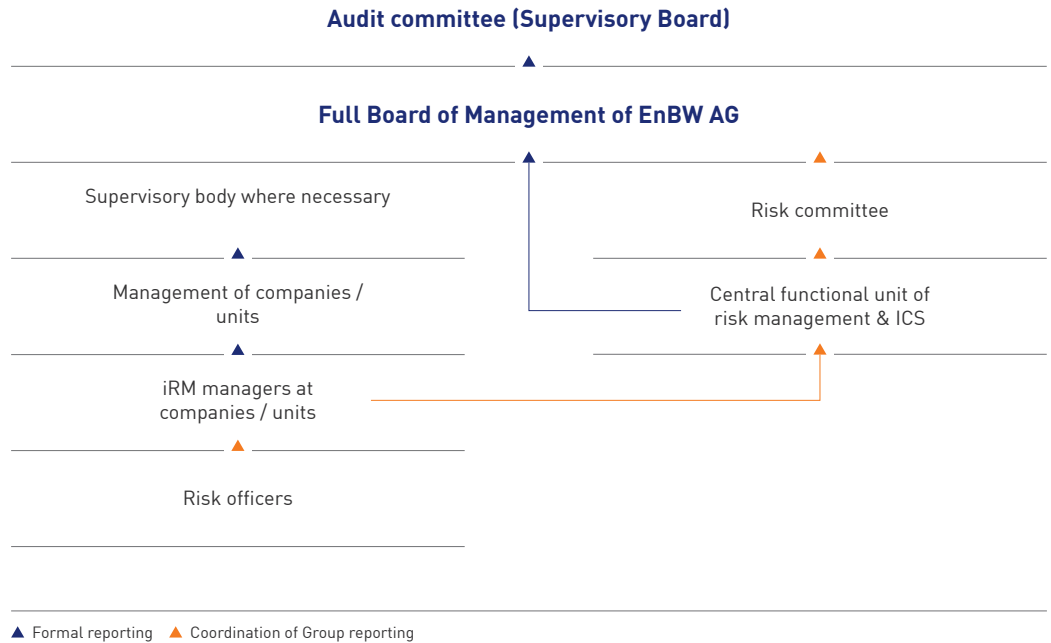 Audit committee (Supervisory Board)
Full Board of Management of EnBW AG
Supervisory body where necessary
Risk committee
Management of companies /
units
Central functional unit of
risk management & ICS
iRM managers at
companies / units
Risk officers
Formal reporting
Coordination of Group reporting